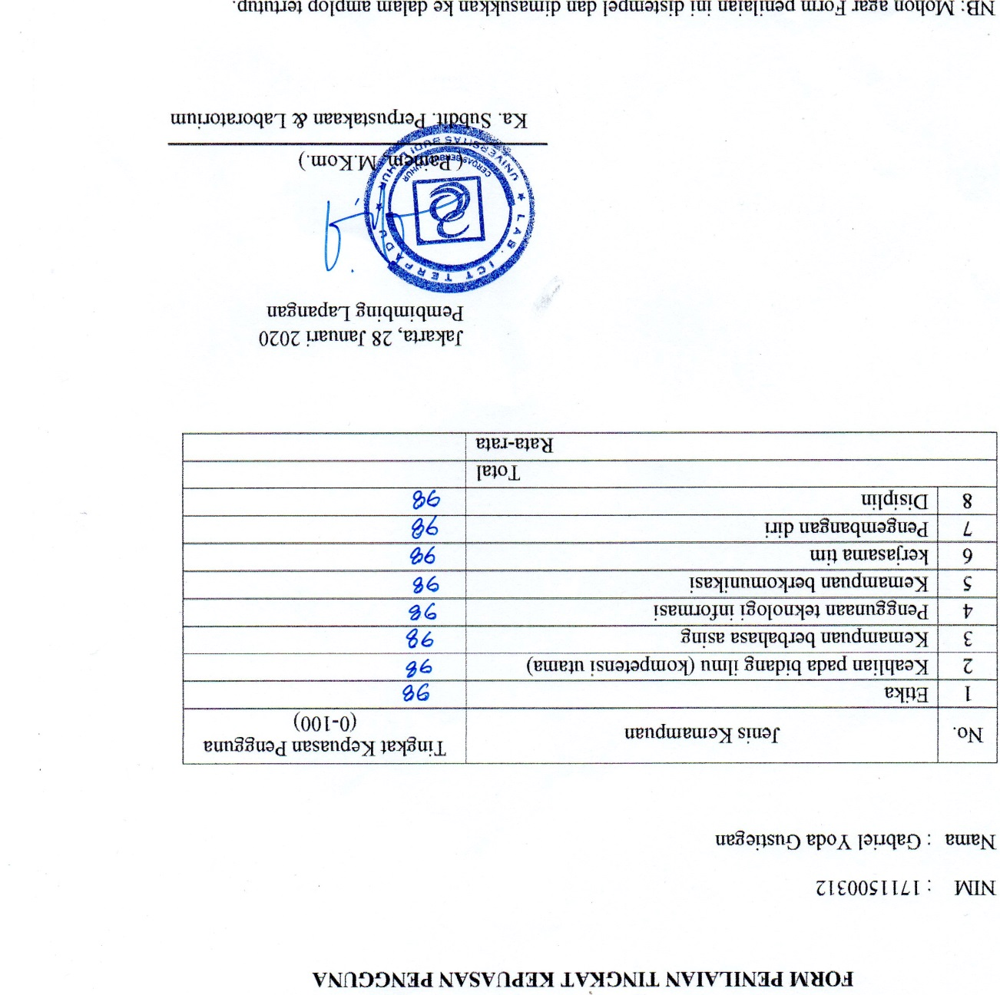 FORM PENILAIAN TINGKAT KEPUASAN PENGGUNA
NIM : 1711500312
Nama : Gabriel Yoda Gustiegan
No. Jenis Kemampuan Tingkat Kepuasan Pengguna
(0-100)
1 Etika 98
2 Keahlian pada bidang ilmu (kompetensi utama) 98
3 Kemampuan berbahasa asing 98
4 Penggunaan teknologi informasi 98
5 Kemampuan berkomunikasi 98
6 kerjasama tim 98
7 Pengembangan diri 98
8 Disiplin 98
Total
Rata-rata
Jakarta, 28 Januari 2020
Pembimbing Lapangan
★ LAB. ICT TERPADU ★
UNIVERSITAS BUDI LUHUR
CERDAS BERBUDI LUHUR
( Painem, M.Kom.)
Ka. Subdit. Perpustakaan & Laboratorium
NB: Mohon agar Form penilaian ini distempel dan dimasukkan ke dalam amplop tertutup.